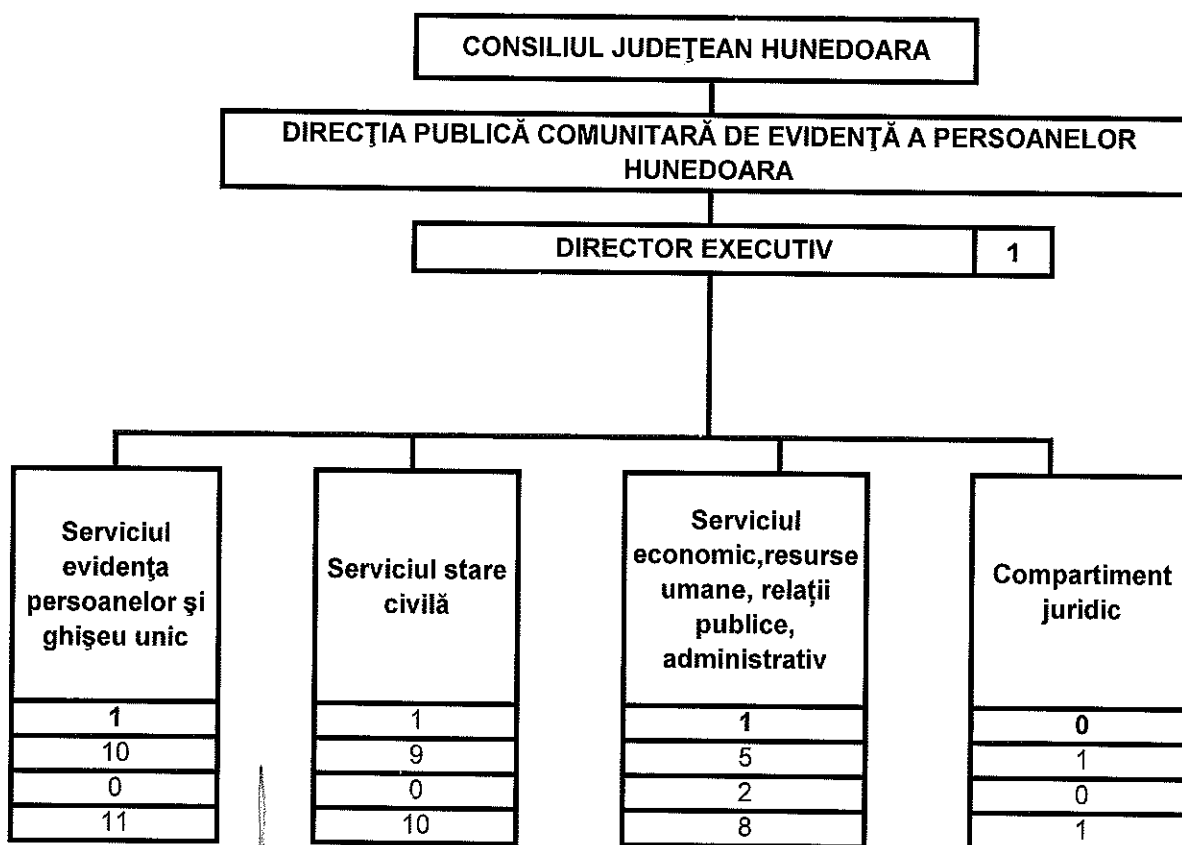 CONSILIUL JUDEŢEAN HUNEDOARA
DIRECŢIA PUBLICĂ COMUNITARĂ DE EVIDENŢĂ A PERSOANELOR
HUNEDOARA
DIRECTOR EXECUTIV 1
Serviciul
evidenţa
persoanelor şi
ghişeu unic
1
10
0
11
Serviciul stare
civilă
1
9
0
10
Serviciul
economic,resurse
umane, relații
publice,
administrativ
1
5
2
8
Compartiment
juridic
0
1
0
1